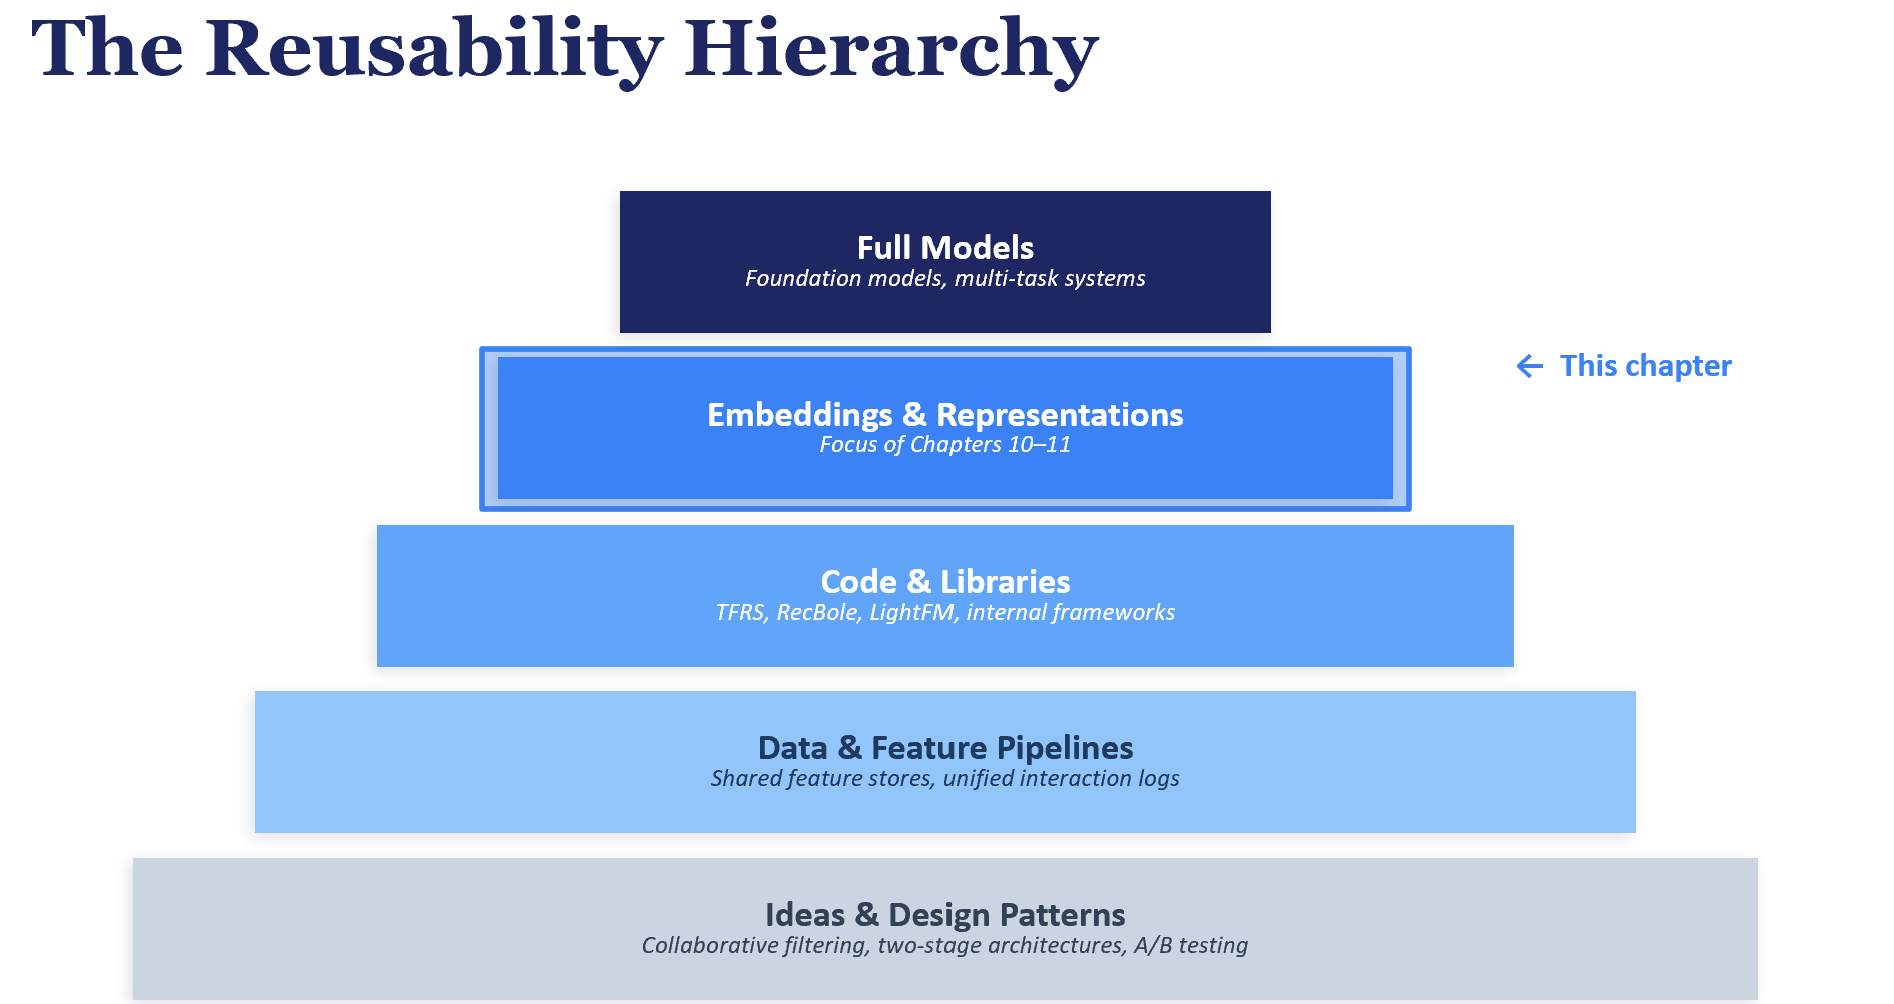 The Reusability Hierarchy
Full Models
Foundation models, multi-task systems
← This chapter
Embeddings & Representations
Focus of Chapters 10–11
Code & Libraries
TFRS, RecBole, LightFM, internal frameworks
Data & Feature Pipelines
Shared feature stores, unified interaction logs
Ideas & Design Patterns
Collaborative filtering, two-stage architectures, A/B testing